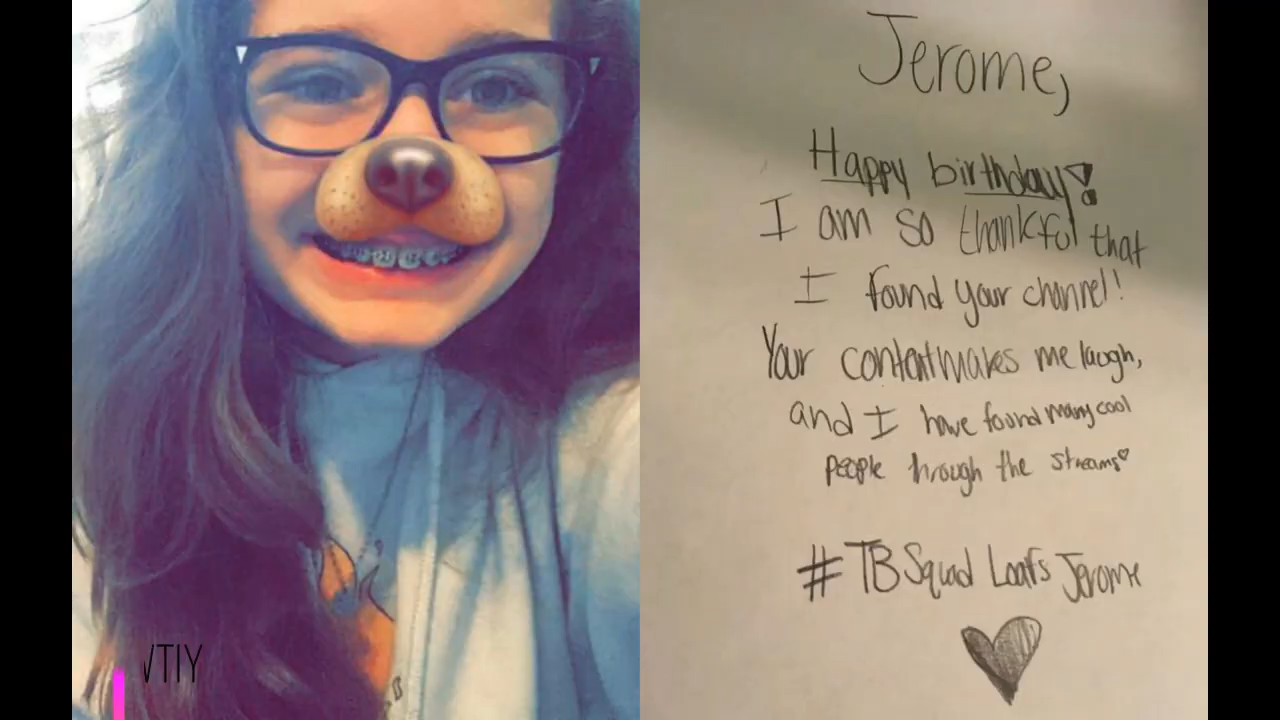 Jerome,
Happy birthday!
I am so thankful that
I found your channel!
Your content makes me laugh,
and I have found many cool
people through the streams♡
#TBSquad Loafs Jerome
TIY